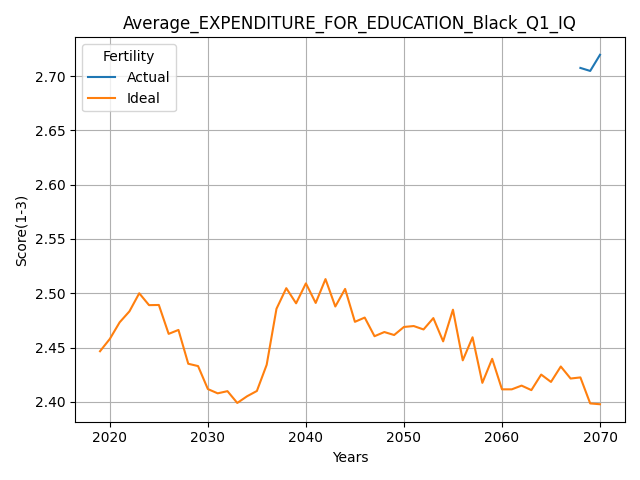 Average_EXPENDITURE_FOR_EDUCATION_Black_Q1_IQ
Fertility
Actual
Ideal
Score(1-3)
2.70
2.65
2.60
2.55
2.50
2.45
2.40
2020 2030 2040 2050 2060 2070
Years